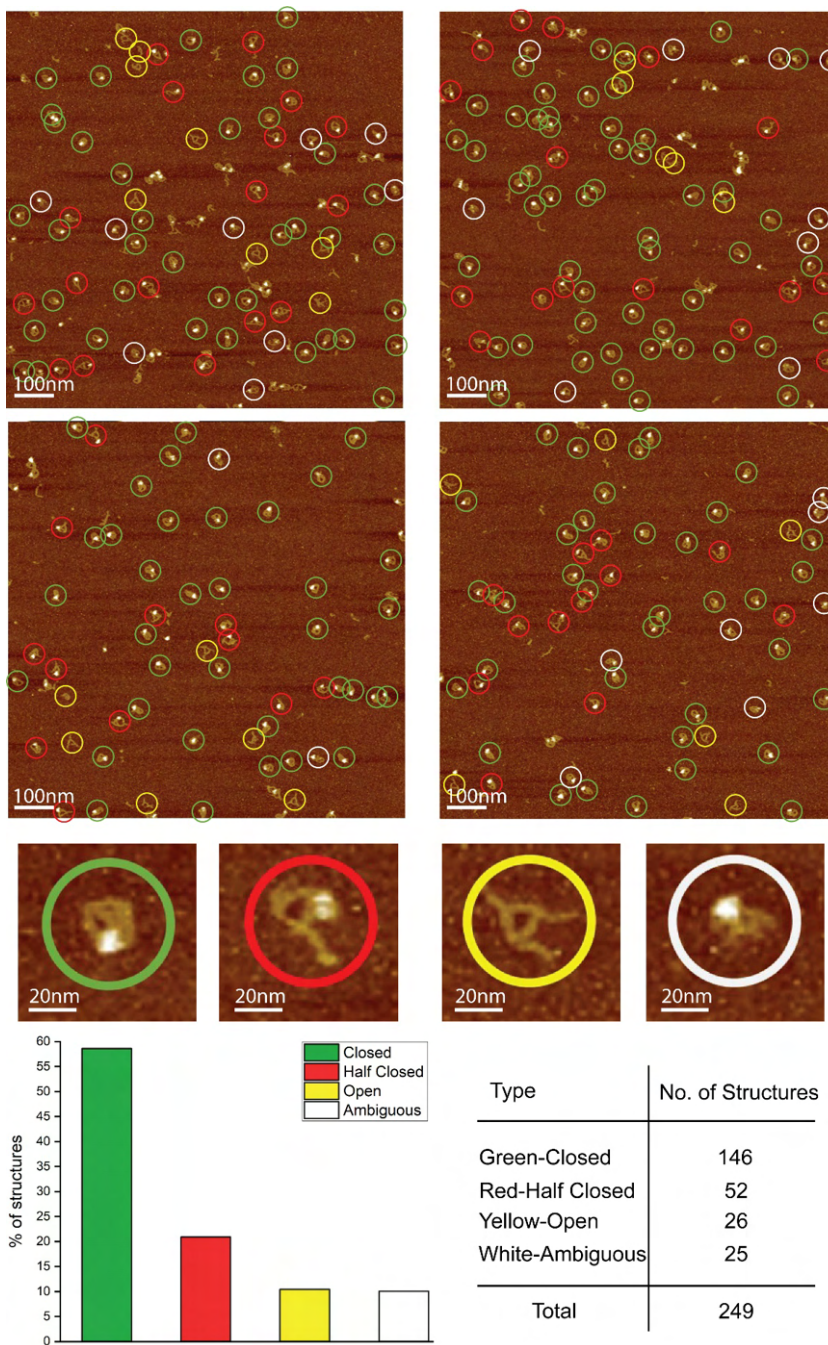 100nm
100nm
100nm
100nm
20nm
20nm
20nm
20nm
60
55
50
45
40
35
30
25
20
15
10
5
0
% of structures
Closed
Half Closed
Open
Ambiguous
Type No. of Structures
Green-Closed 146
Red-Half Closed 52
Yellow-Open 26
White-Ambiguous 25
Total 249